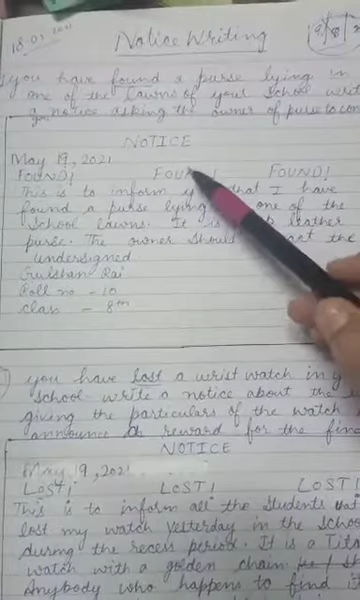 18.05
Notice Writing
you have found a purse lying in
one of the lawns of your school
a notice asking the owner of purse to con
NOTICE
May 19, 2021
FOUND! FOU ! FOUND!
This is to inform that I have
found a purse lying one of the
School lawns. It is leather
purse. The owner should the
undersigned
Gulshan Rai
Roll no - 10
class - 8th
you have lost a wrist watch in y
school. write a notice about the
giving the particulars of the watch
announce a reward for the find
NOTICE
May 19, 2021
LOST! LOST! LOST!
This is to inform all the students that
lost my watch yesterday in the schoo
during the recess period. It is a Tita
watch with a golden chain.
Anybody who happens to find it